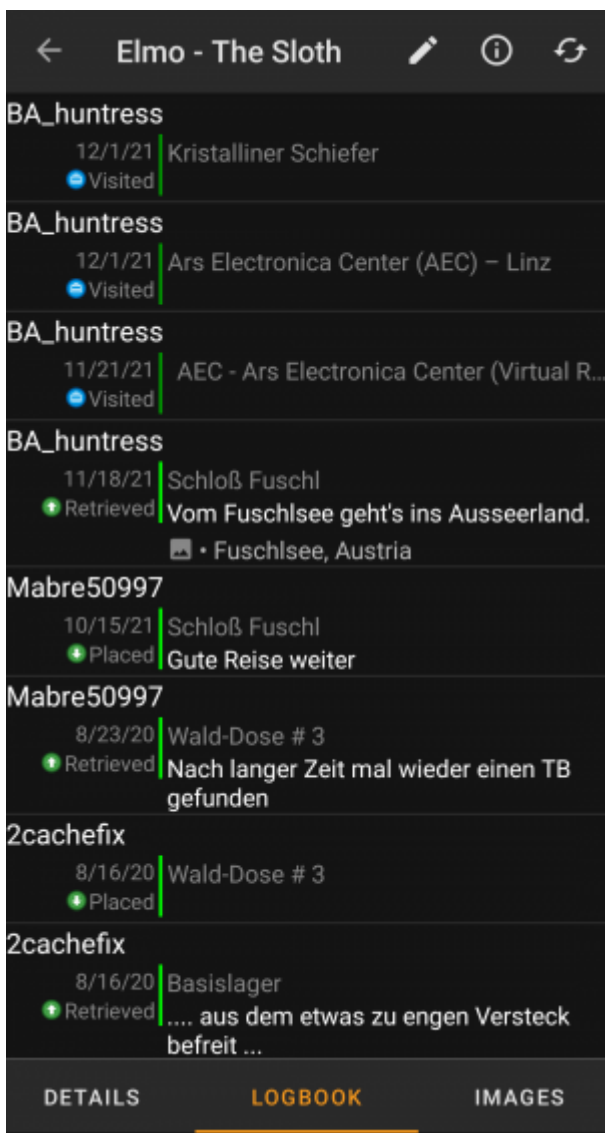 Elmo - The Sloth
BA_huntress
12/1/21 Kristalliner Schiefer
Visited
BA_huntress
12/1/21 Ars Electronica Center (AEC) – Linz
Visited
BA_huntress
11/21/21 AEC - Ars Electronica Center (Virtual R...
Visited
BA_huntress
11/18/21 Schloß Fuschl
Retrieved Vom Fuschlsee geht's ins Ausseerland.
• Fuschlsee, Austria
Mabre50997
10/15/21 Schloß Fuschl
Placed Gute Reise weiter
Mabre50997
8/23/20 Wald-Dose # 3
Retrieved Nach langer Zeit mal wieder einen TB
gefunden
2cachefix
8/16/20 Wald-Dose # 3
Placed
2cachefix
8/16/20 Basislager
Retrieved .... aus dem etwas zu engen Versteck
befreit ...
DETAILS LOGBOOK IMAGES